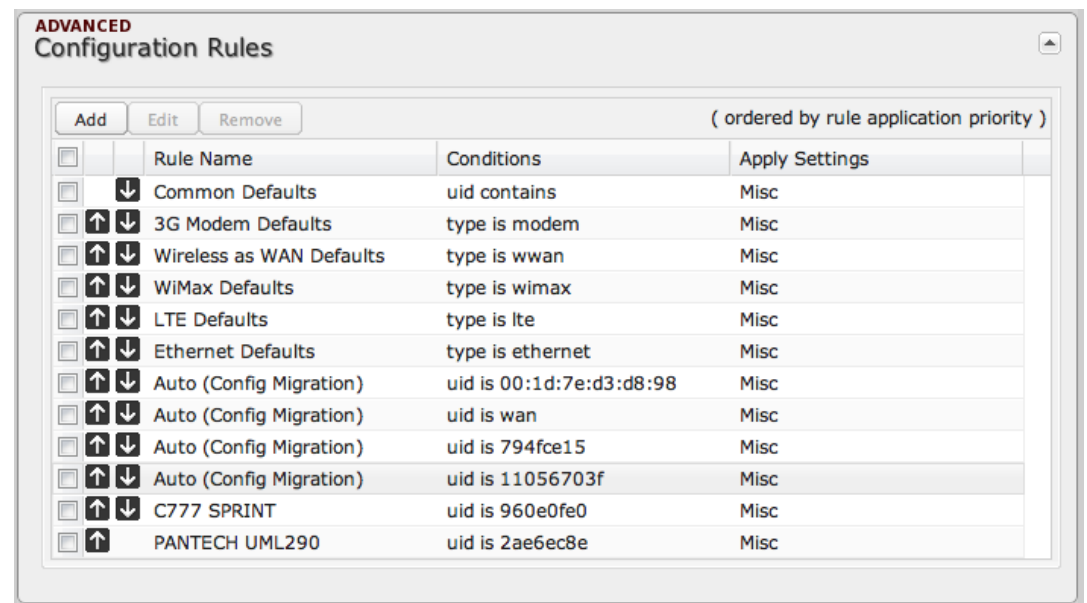 ADVANCED
Configuration Rules
Add Edit Remove ( ordered by rule application priority )
Rule Name Conditions Apply Settings
Common Defaults uid contains Misc
3G Modem Defaults type is modem Misc
Wireless as WAN Defaults type is wwan Misc
WiMax Defaults type is wimax Misc
LTE Defaults type is lte Misc
Ethernet Defaults type is ethernet Misc
Auto (Config Migration) uid is 00:1d:7e:d3:d8:98 Misc
Auto (Config Migration) uid is wan Misc
Auto (Config Migration) uid is 794fce15 Misc
Auto (Config Migration) uid is 11056703f Misc
C777 SPRINT uid is 960e0fe0 Misc
PANTECH UML290 uid is 2ae6ec8e Misc